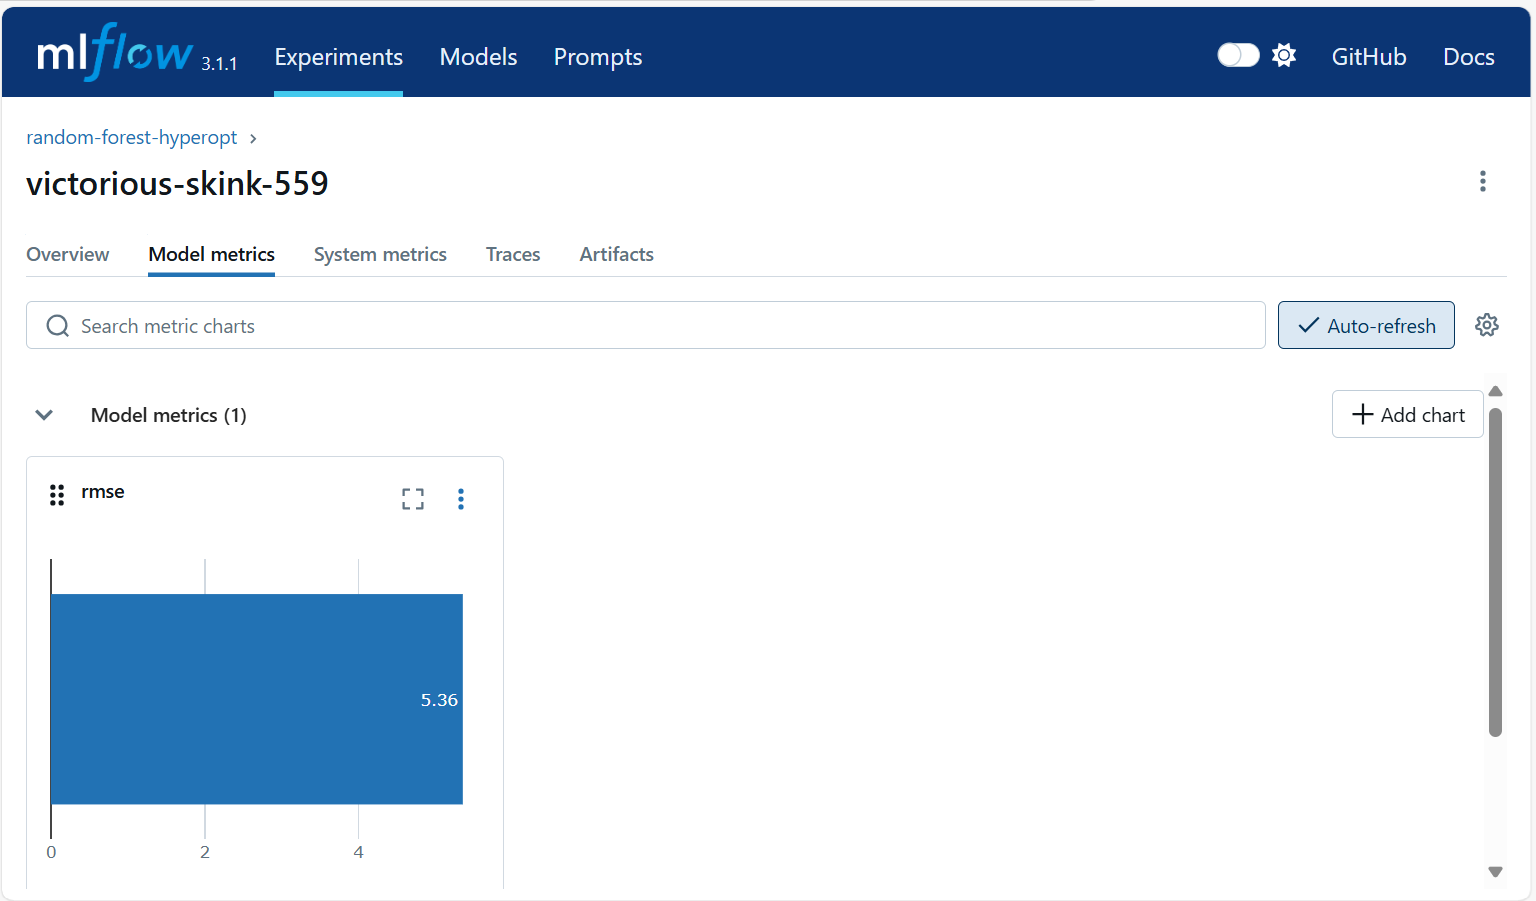 mlflow 3.1.1 Experiments Models Prompts GitHub Docs
random-forest-hyperopt
victorious-skink-559
Overview Model metrics System metrics Traces Artifacts
Search metric charts Auto-refresh
Model metrics (1) Add chart
rmse
5.36
0 2 4